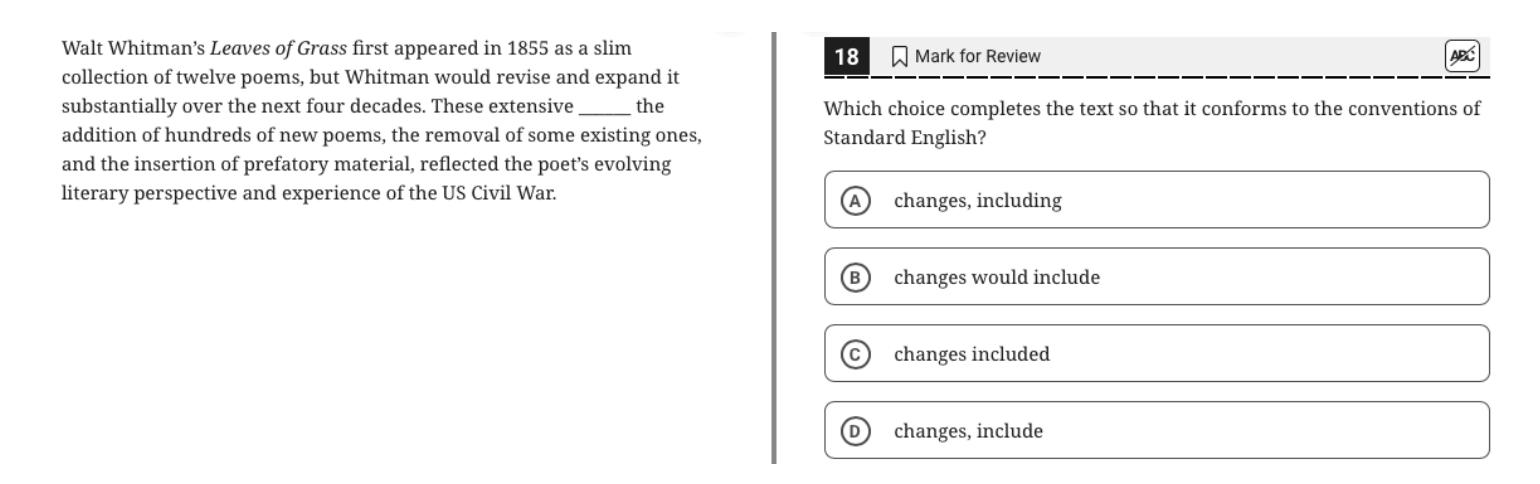 Walt Whitman’s Leaves of Grass first appeared in 1855 as a slim
collection of twelve poems, but Whitman would revise and expand it
substantially over the next four decades. These extensive ______ the
addition of hundreds of new poems, the removal of some existing ones,
and the insertion of prefatory material, reflected the poet’s evolving
literary perspective and experience of the US Civil War.
18 Mark for Review ABC
Which choice completes the text so that it conforms to the conventions of
Standard English?
A changes, including
B changes would include
C changes included
D changes, include